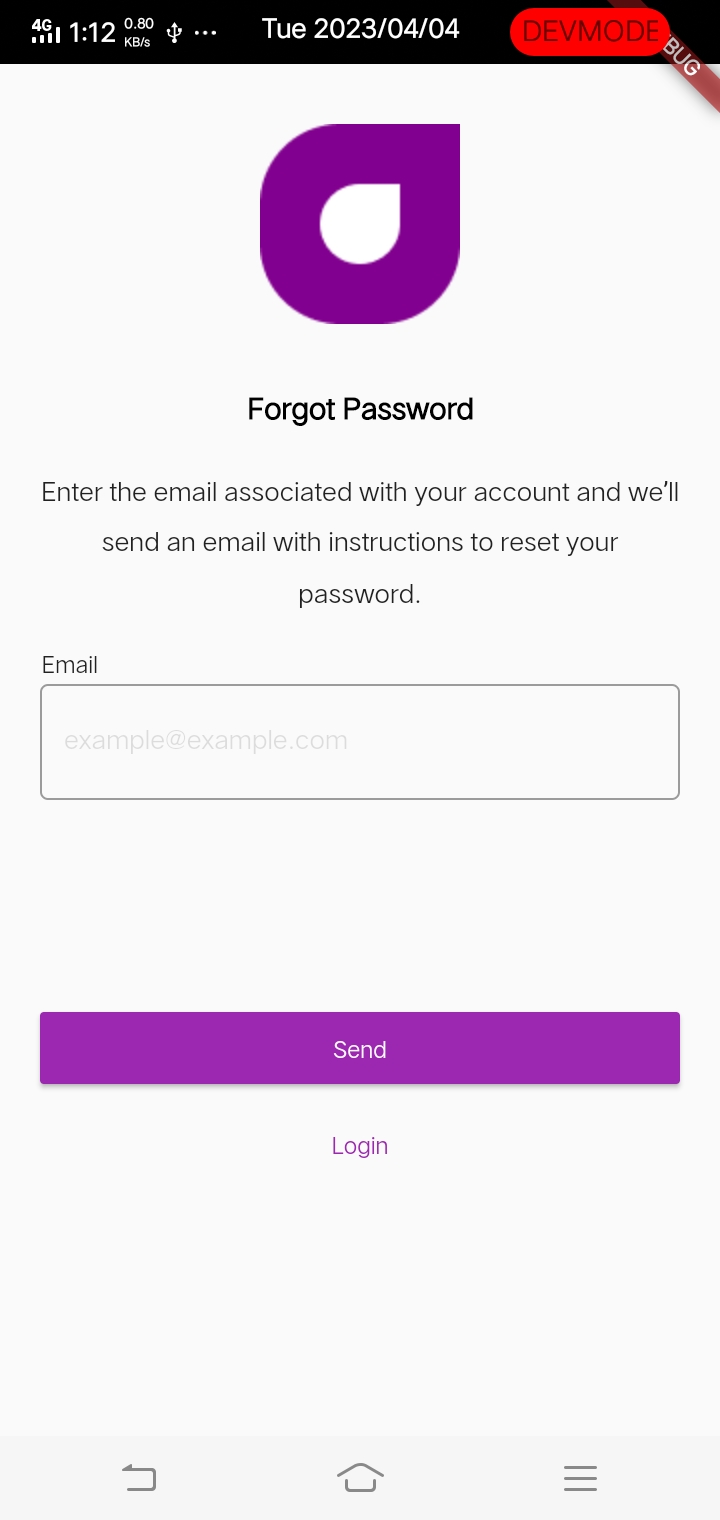 4G 1:12 0.80 KB/s ... Tue 2023/04/04 DEVMODE
BUG
Forgot Password
Enter the email associated with your account and we’ll
send an email with instructions to reset your
password.
Email
example@example.com
Send
Login